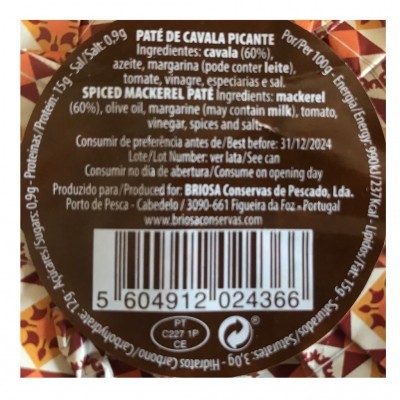 PATÉ DE CAVALA PICANTE
Ingredientes: cavala (60%),
azeite, margarina (pode conter leite),
tomate, vinagre, especiarias e sal.
SPICED MACKEREL PATÉ Ingredients: mackerel
(60%), olive oil, margarine (may contain milk), tomato,
vinegar, spices and salt.
Consumir de preferência antes de/Best before: 31/12/2024
Lote/Lot Number: ver lata/See can
Consumir no dia de abertura/Consume on opening day
Produzido para/Produced for: BRIOSA Conservas de Pescado, Lda.
Porto de Pesca - Cabedelo / 3090-661 Figueira da Foz - Portugal
www.briosaconservas.com
5 604912 024366
PT
C227 1P
CE
Por/Per 100g - Energia/Energy: 990kJ/237Kcal - Lípidos/Fat: 15g - Saturados/Saturates: 3,0g - Hidratos Carbono/Carbohydrate: 12g - Açúcares/Sugars: 0,9g - Proteínas/Protein: 15g - Sal/Salt: 0,9g